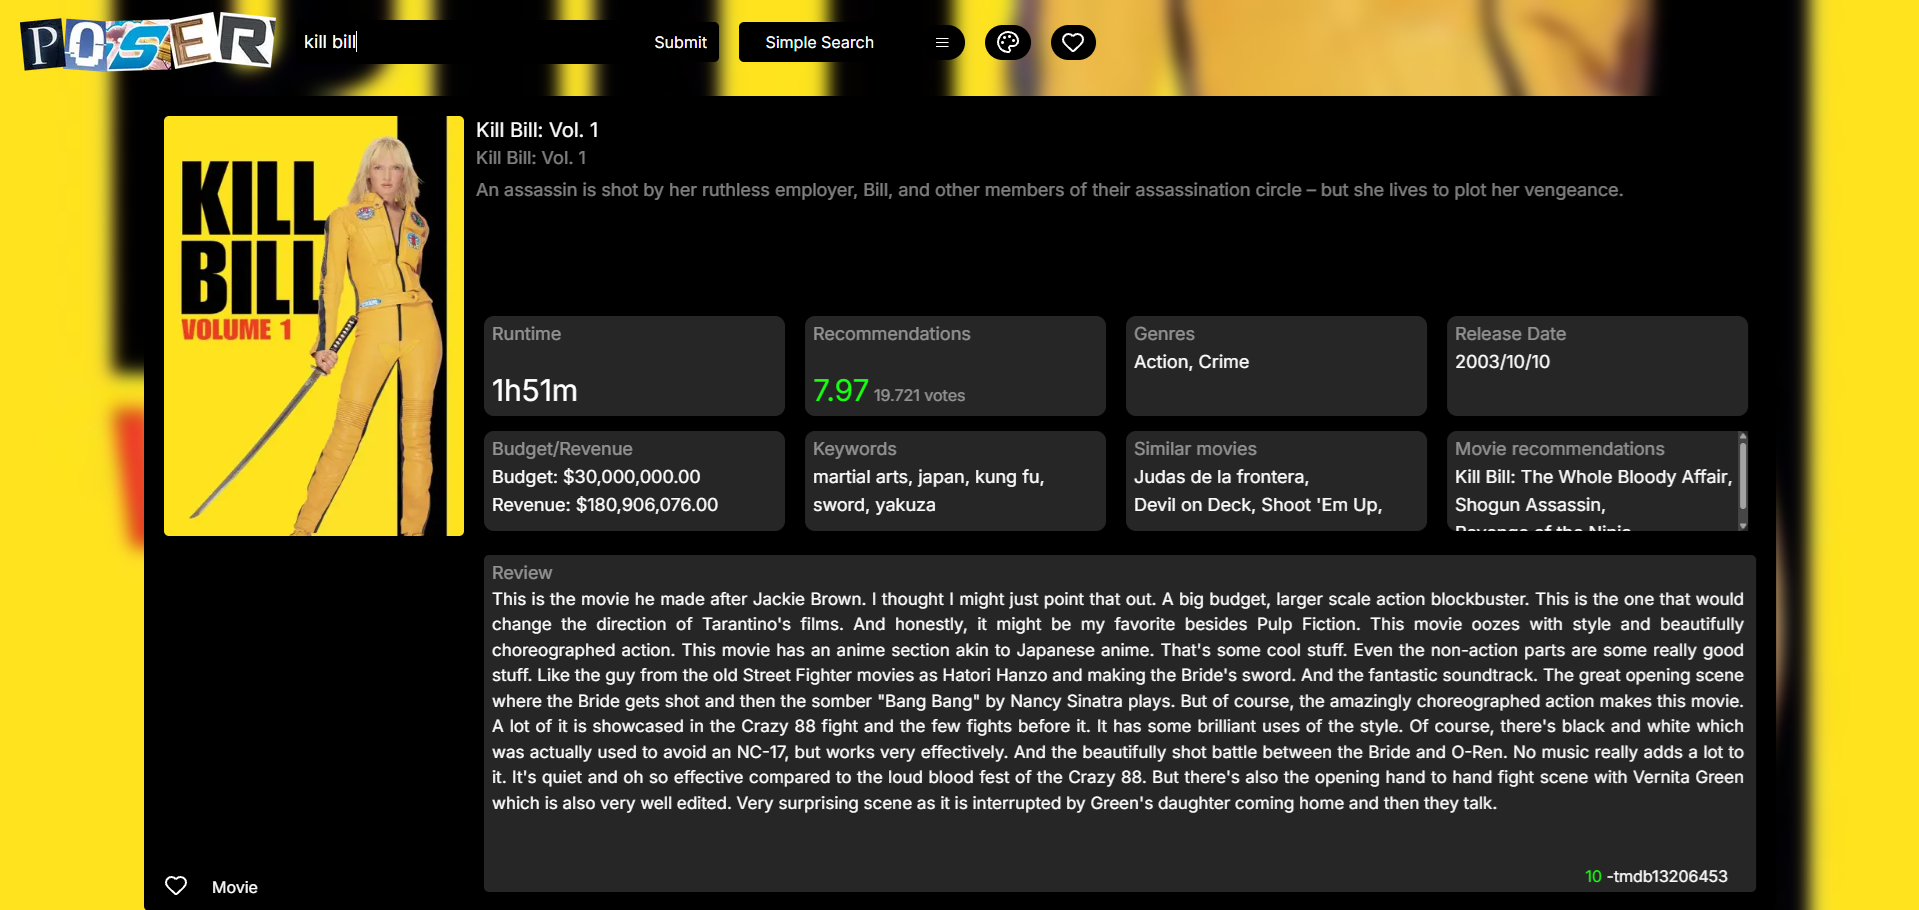 POSER
kill bill
Submit
Simple Search
KILL
BILL
VOLUME 1
Kill Bill: Vol. 1
Kill Bill: Vol. 1
An assassin is shot by her ruthless employer, Bill, and other members of their assassination circle – but she lives to plot her vengeance.
Runtime
1h51m
Recommendations
7.97 19.721 votes
Genres
Action, Crime
Release Date
2003/10/10
Budget/Revenue
Budget: $30,000,000.00
Revenue: $180,906,076.00
Keywords
martial arts, japan, kung fu,
sword, yakuza
Similar movies
Judas de la frontera,
Devil on Deck, Shoot 'Em Up,
Movie recommendations
Kill Bill: The Whole Bloody Affair,
Shogun Assassin,
Revenge of the Ninja
Review
This is the movie he made after Jackie Brown. I thought I might just point that out. A big budget, larger scale action blockbuster. This is the one that would
change the direction of Tarantino's films. And honestly, it might be my favorite besides Pulp Fiction. This movie oozes with style and beautifully
choreographed action. This movie has an anime section akin to Japanese anime. That's some cool stuff. Even the non-action parts are some really good
stuff. Like the guy from the old Street Fighter movies as Hatori Hanzo and making the Bride's sword. And the fantastic soundtrack. The great opening scene
where the Bride gets shot and then the somber "Bang Bang" by Nancy Sinatra plays. But of course, the amazingly choreographed action makes this movie.
A lot of it is showcased in the Crazy 88 fight and the few fights before it. It has some brilliant uses of the style. Of course, there's black and white which
was actually used to avoid an NC-17, but works very effectively. And the beautifully shot battle between the Bride and O-Ren. No music really adds a lot to
it. It's quiet and oh so effective compared to the loud blood fest of the Crazy 88. But there's also the opening hand to hand fight scene with Vernita Green
which is also very well edited. Very surprising scene as it is interrupted by Green's daughter coming home and then they talk.
10 -tmdb13206453
Movie